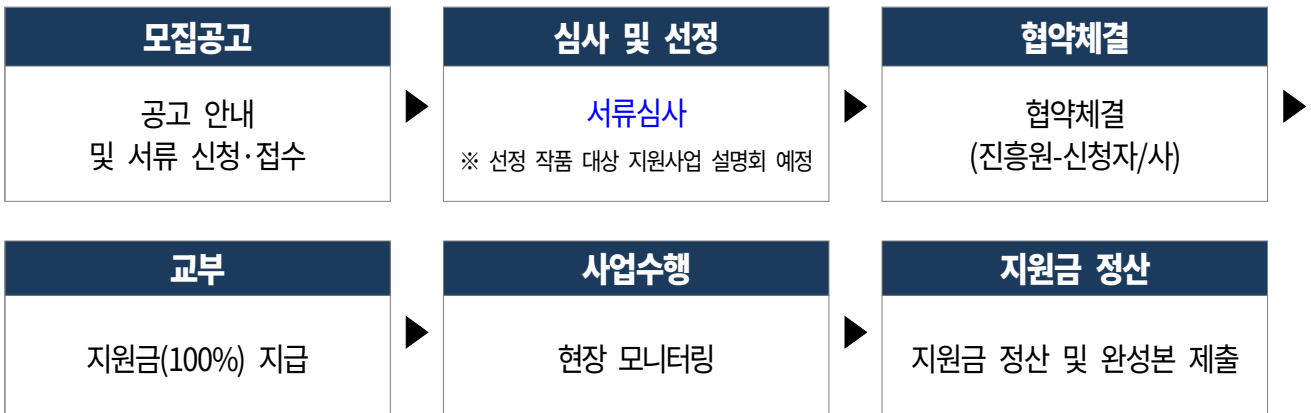 모집공고
공고 안내
및 서류 신청·접수
심사 및 선정
서류심사
※ 선정 작품 대상 지원사업 설명회 예정
협약체결
협약체결
(진흥원-신청자/사)
교부
지원금(100%) 지급
사업수행
현장 모니터링
지원금 정산
지원금 정산 및 완성본 제출